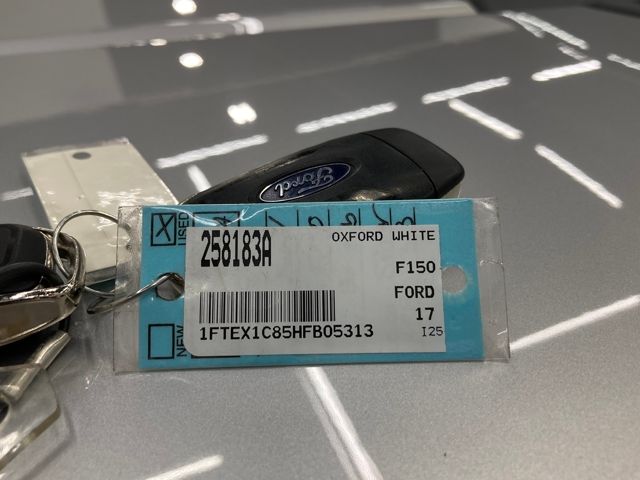 Ford
USED
258183A
OXFORD WHITE
F150
FORD
17
I25
1FTEX1C85HFB05313
NEW